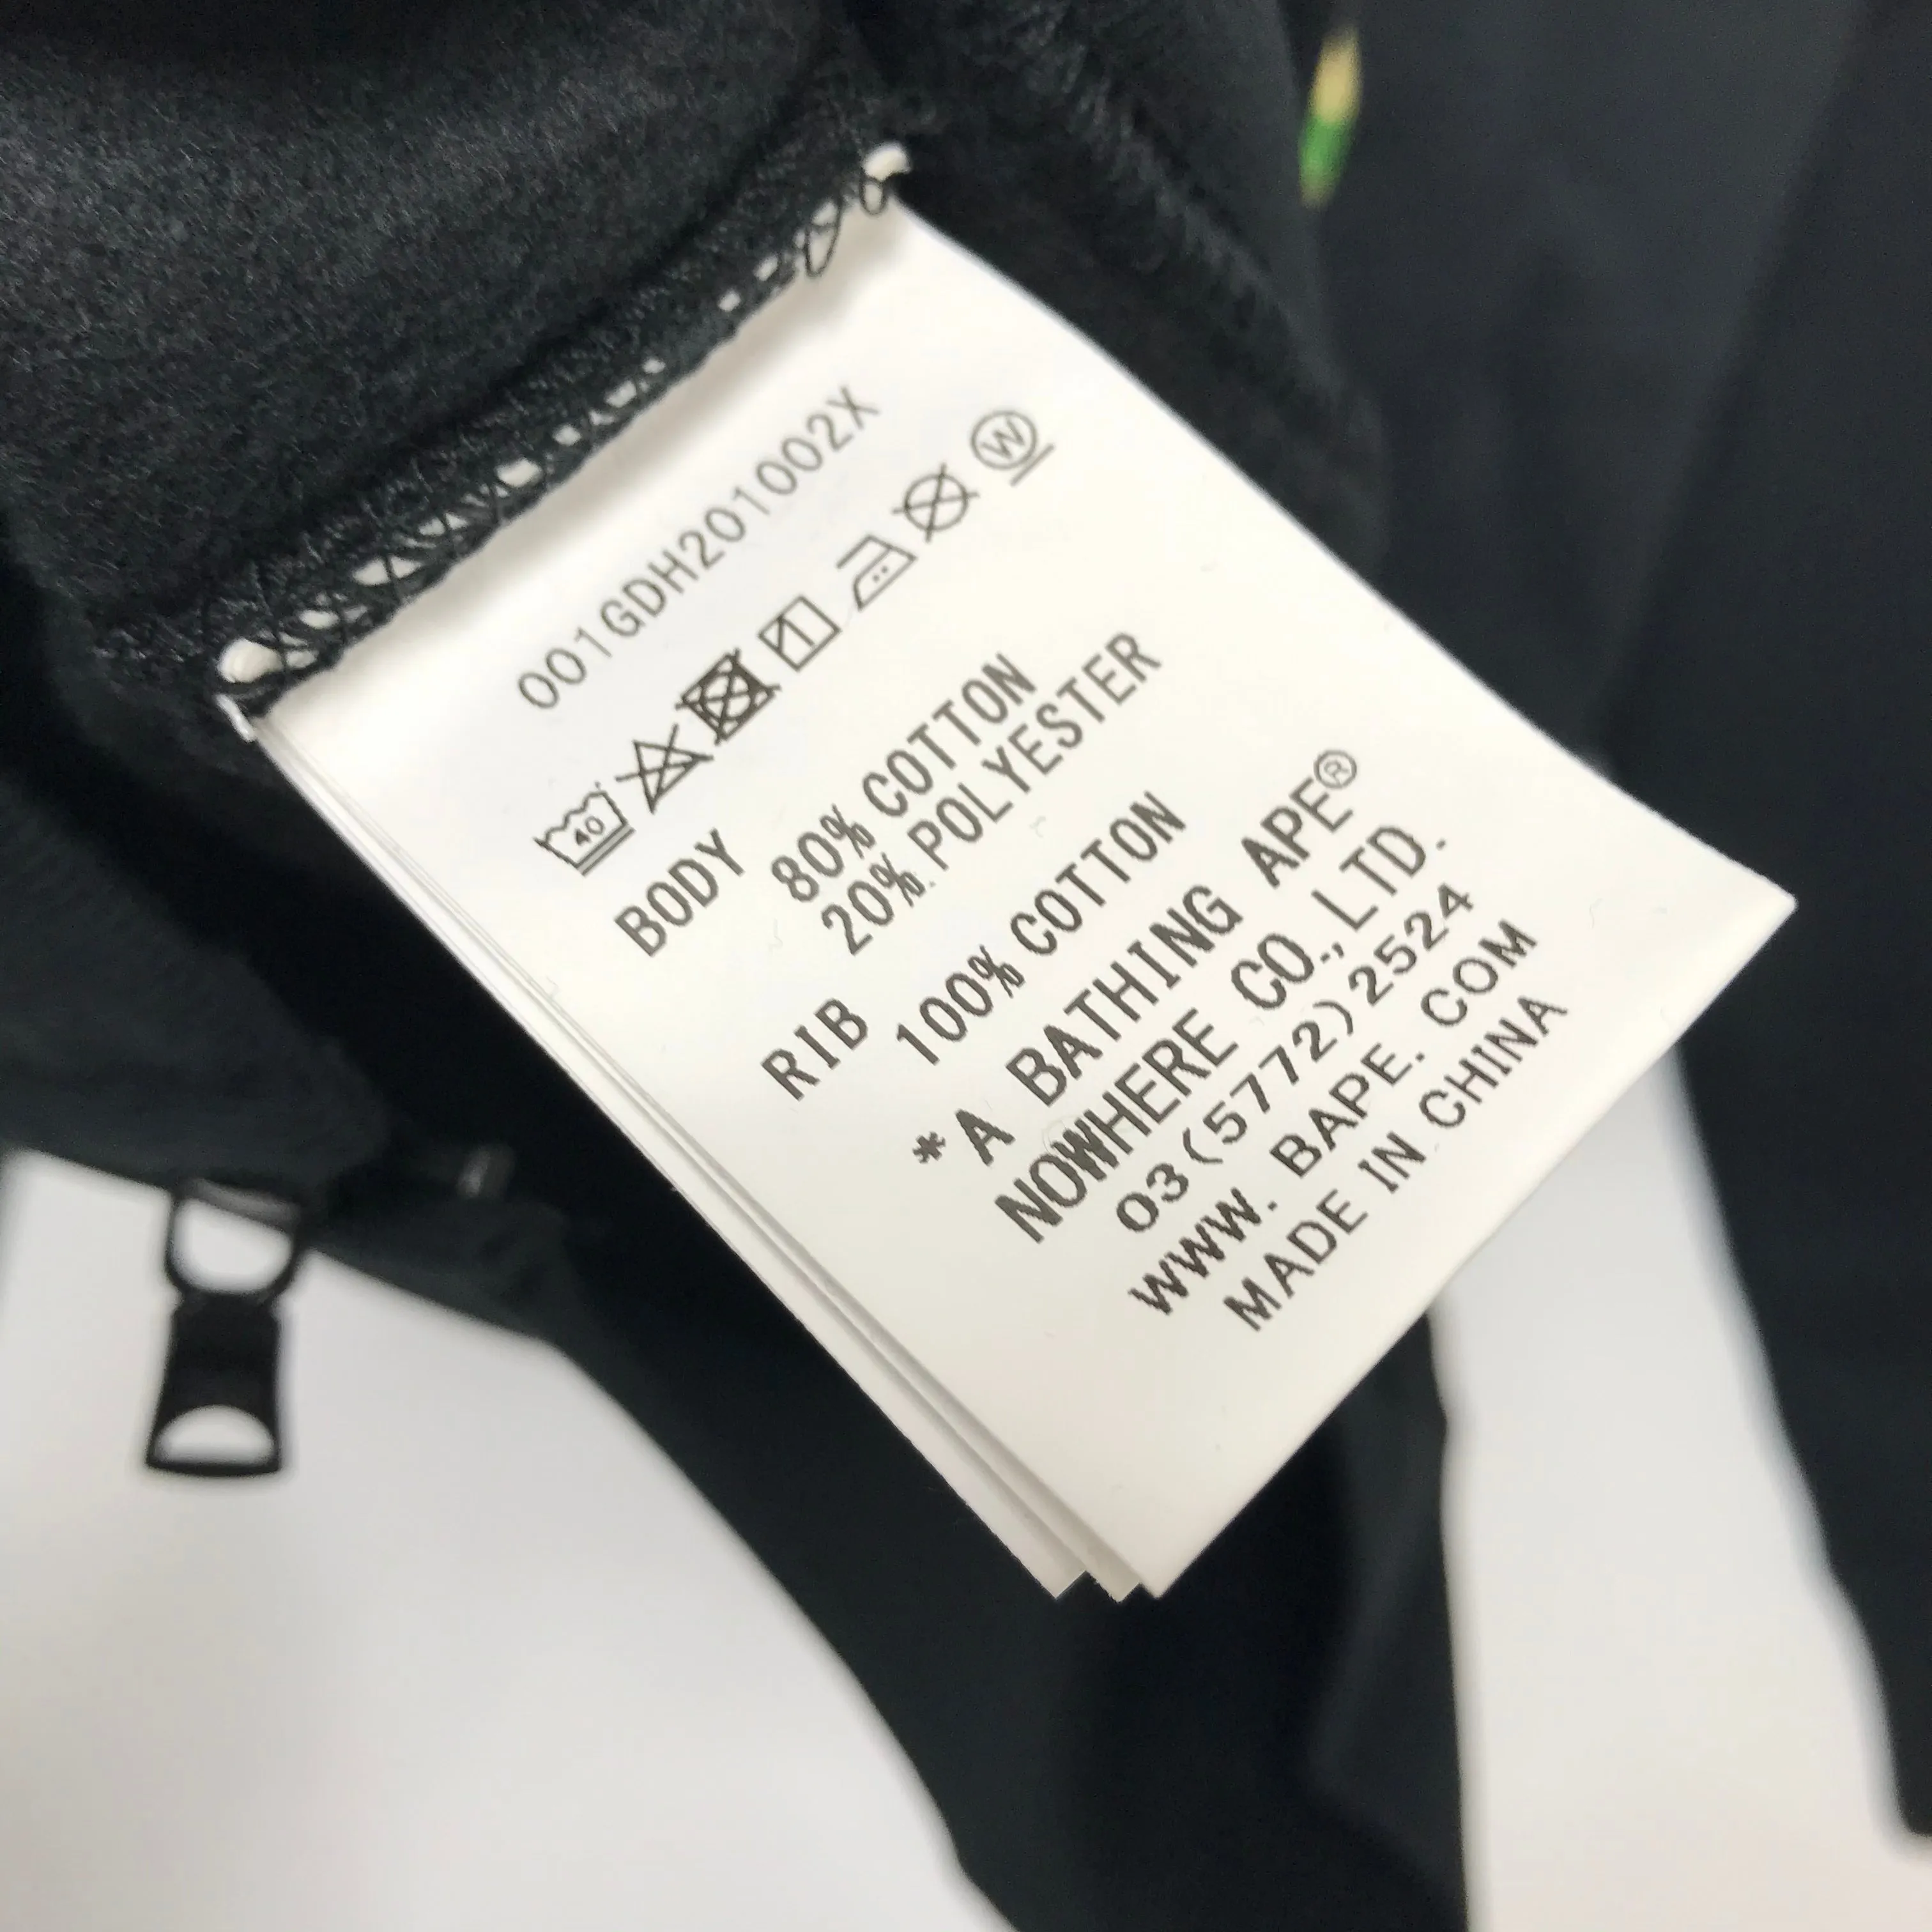 001GDH201002X
40 W
BODY 80% COTTON
20% POLYESTER
RIB 100% COTTON
*A BATHING APE®
NOWHERE CO.,LTD.
03(5772)2524
WWW. BAPE. COM
MADE IN CHINA